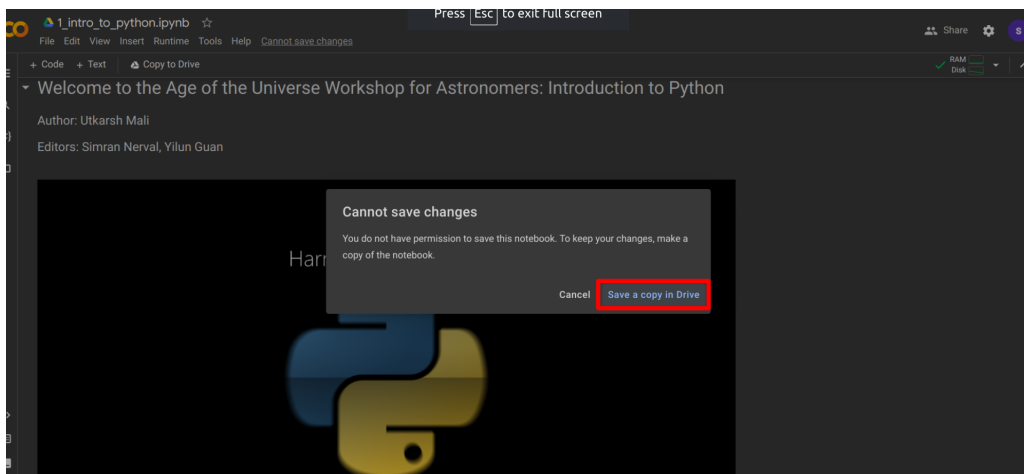 Press Esc to exit full screen
1_intro_to_python.ipynb
Share
S
File Edit View Insert Runtime Tools Help Cannot save changes
+ Code + Text Copy to Drive
RAM
Disk
Welcome to the Age of the Universe Workshop for Astronomers: Introduction to Python
Author: Utkarsh Mali
Editors: Simran Nerval, Yilun Guan
Cannot save changes
You do not have permission to save this notebook. To keep your changes, make a
copy of the notebook.
Cancel Save a copy in Drive